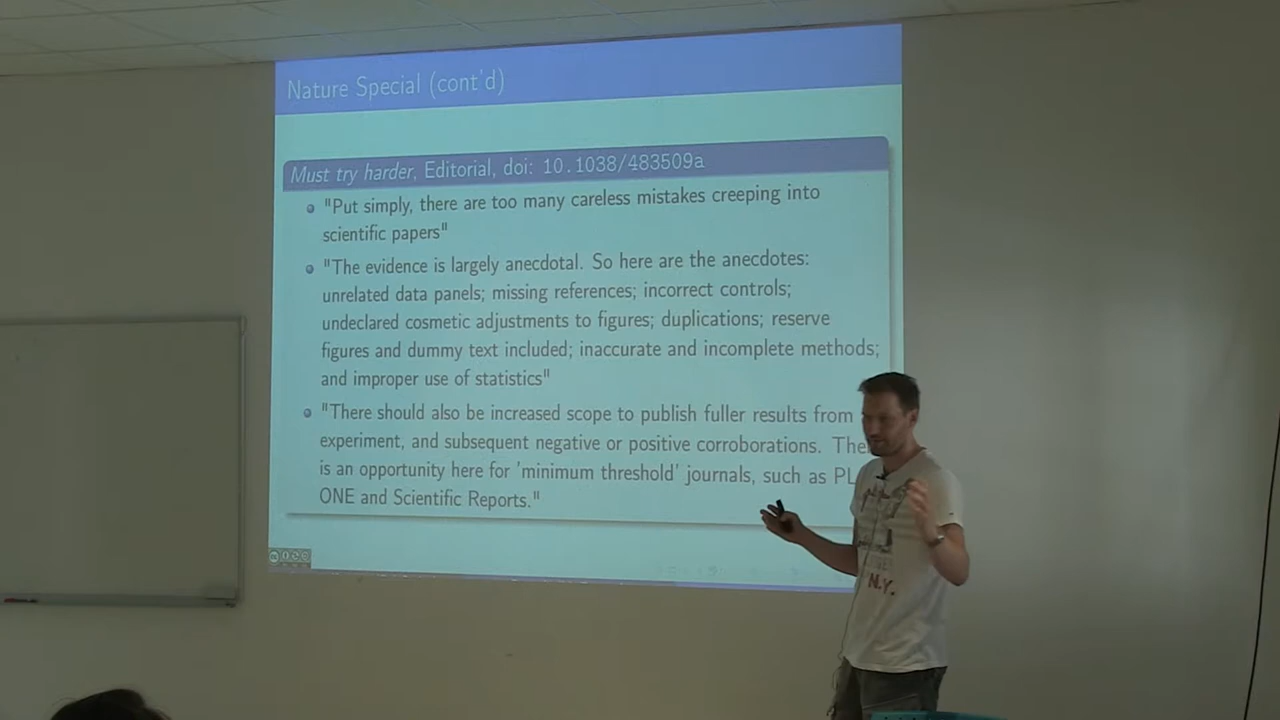 Nature Special (cont'd)
Must try harder, Editorial, doi: 10.1038/483509a
"Put simply, there are too many careless mistakes creeping into
scientific papers"
"The evidence is largely anecdotal. So here are the anecdotes:
unrelated data panels; missing references; incorrect controls;
undeclared cosmetic adjustments to figures; duplications; reserve
figures and dummy text included; inaccurate and incomplete methods;
and improper use of statistics"
"There should also be increased scope to publish fuller results from
experiment, and subsequent negative or positive corroborations. The
is an opportunity here for 'minimum threshold' journals, such as PL
ONE and Scientific Reports."
N.Y.